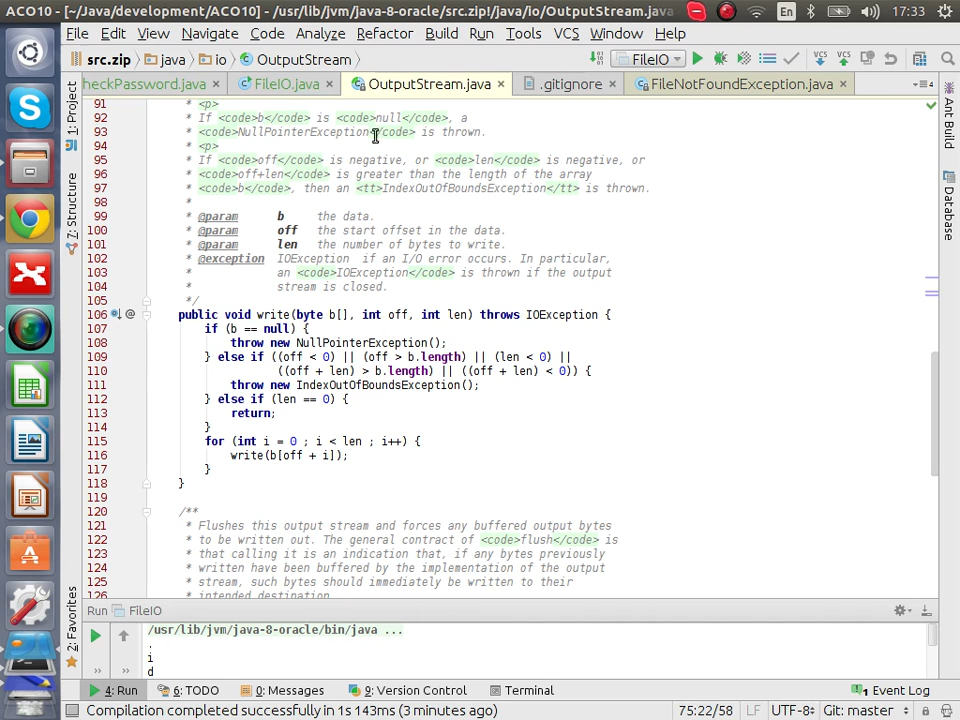 ACO10 - [~/Java/development/ACO10] - /usr/lib/jvm/java-8-oracle/src.zip!/java/io/OutputStream.java
En
17:33
File Edit View Navigate Code Analyze Refactor Build Run Tools VCS Window Help
src.zip java io OutputStream
FileIO
VCS VCS
heckPassword.java FileIO.java OutputStream.java .gitignore FileNotFoundException.java
1: Project
7: Structure
2: Favorites
Ant Build
Database
91 * <p>
92 * If <code>b</code> is <code>null</code>, a
93 * <code>NullPointerException</code> is thrown.
94 * <p>
95 * If <code>off</code> is negative, or <code>len</code> is negative, or
96 * <code>off+len</code> is greater than the length of the array
97 * <code>b</code>, then an <tt>IndexOutOfBoundsException</tt> is thrown.
98 *
99 * @param b the data.
100 * @param off the start offset in the data.
101 * @param len the number of bytes to write.
102 * @exception IOException if an I/O error occurs. In particular,
103 * an <code>IOException</code> is thrown if the output
104 * stream is closed.
105 */
106 @ public void write(byte b[], int off, int len) throws IOException {
107 if (b == null) {
108 throw new NullPointerException();
109 } else if ((off < 0) || (off > b.length) || (len < 0) ||
110 ((off + len) > b.length) || ((off + len) < 0)) {
111 throw new IndexOutOfBoundsException();
112 } else if (len == 0) {
113 return;
114 }
115 for (int i = 0 ; i < len ; i++) {
116 write(b[off + i]);
117 }
118 }
119
120 /**
121 * Flushes this output stream and forces any buffered output bytes
122 * to be written out. The general contract of <code>flush</code> is
123 * that calling it is an indication that, if any bytes previously
124 * written have been buffered by the implementation of the output
125 * stream, such bytes should immediately be written to their
126 * intended destination.
Run FileIO
/usr/lib/jvm/java-8-oracle/bin/java ...
.
i
d
4: Run 6: TODO 0: Messages 9: Version Control Terminal 1 Event Log
Compilation completed successfully in 1s 143ms (3 minutes ago) 75:22/58 LF UTF-8 Git: master